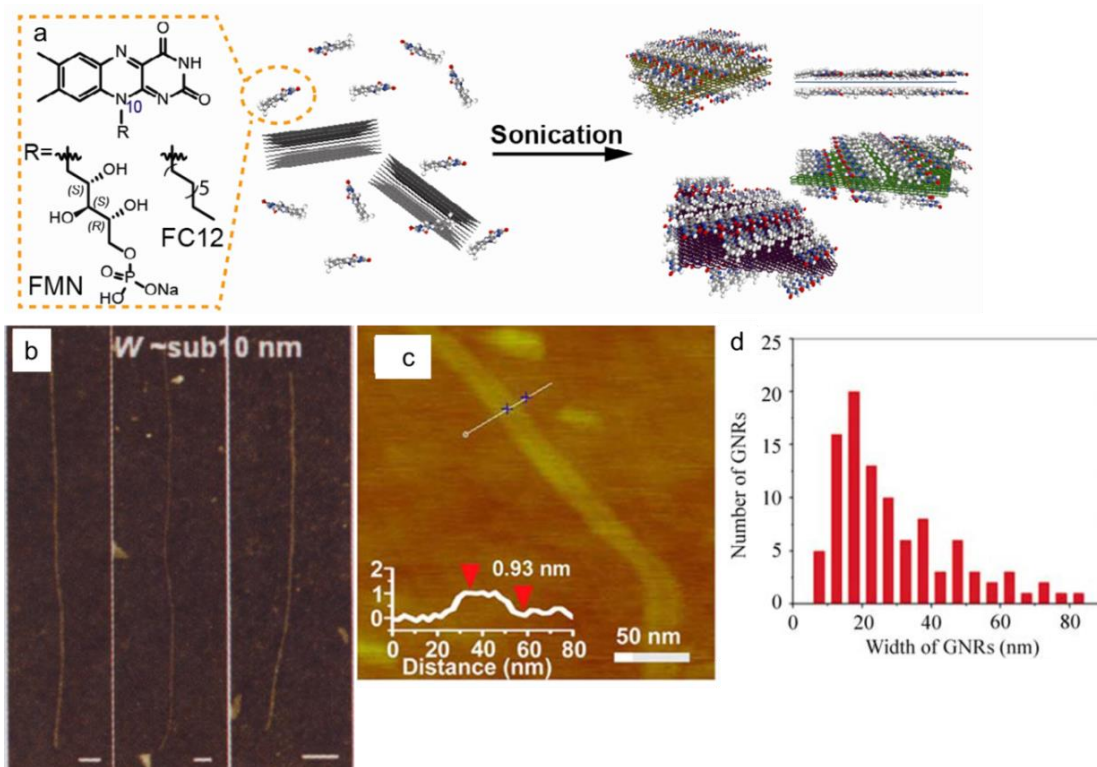 a
O
N
NH
N
N
O
10
R
R=
5
(S)
OH
(S)
HO
OH
(R)
FC12
O
O
P
ONa
HO
FMN
Sonication
b
W ~sub10 nm
c
2
1
0
0.93 nm
0 20 40 60 80
Distance (nm)
50 nm
d
25
20
15
10
5
0
Number of GNRs
0 20 40 60 80
Width of GNRs (nm)